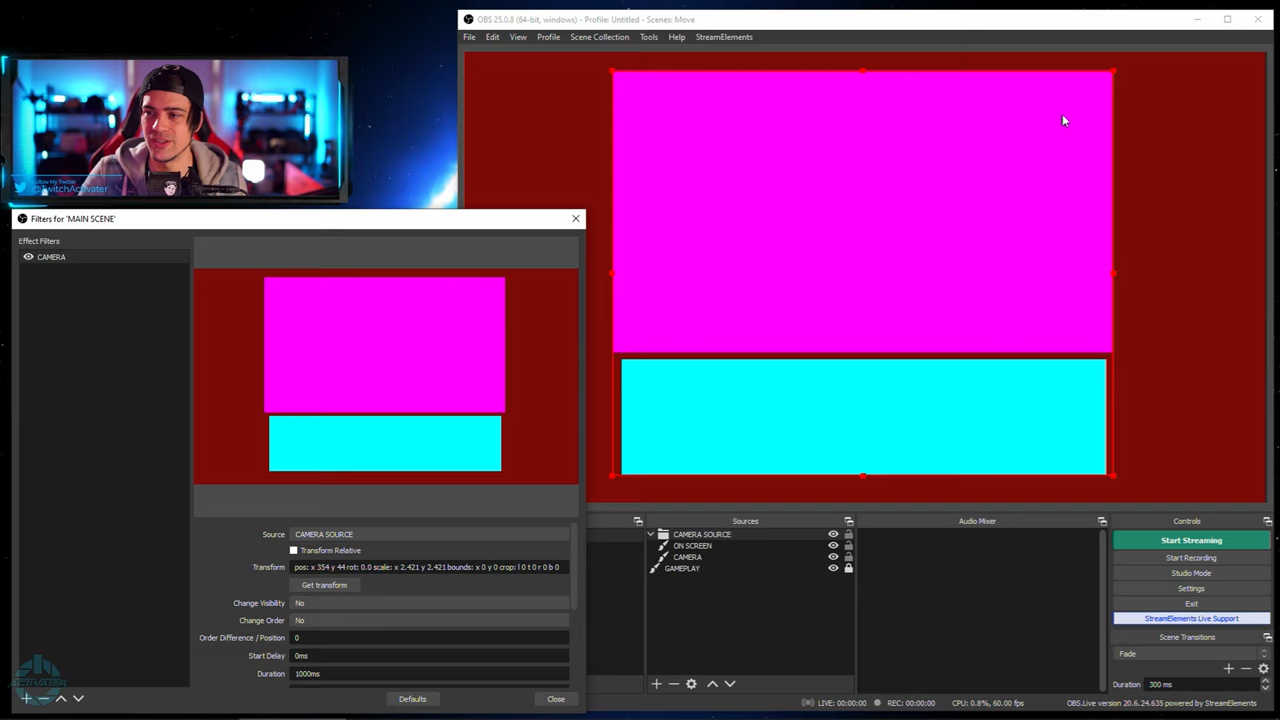 OBS 25.0.8 (64-bit, windows) - Profile: Untitled - Scenes: Move
File Edit View Profile Scene Collection Tools Help StreamElements
Follow My Twitter
@TwitchActivater
Filters for 'MAIN SCENE'
Effect Filters
CAMERA
Source CAMERA SOURCE
Transform Relative
Transform pos: x 354 y 44 rot: 0.0 scale: x 2.421 y 2.421 bounds: x 0 y 0 crop: l 0 t 0 r 0 b 0
Get transform
Change Visibility No
Change Order No
Order Difference / Position 0
Start Delay 0ms
Duration 1000ms
Defaults Close
ACTIVATER
Sources
CAMERA SOURCE
ON SCREEN
CAMERA
GAMEPLAY
Audio Mixer
Controls
Start Streaming
Start Recording
Studio Mode
Settings
Exit
StreamElements Live Support
Scene Transitions
Fade
Duration 300 ms
LIVE: 00:00:00 REC: 00:00:00 CPU: 0.8%, 60.00 fps OBS.Live version 20.6.24.635 powered by StreamElements